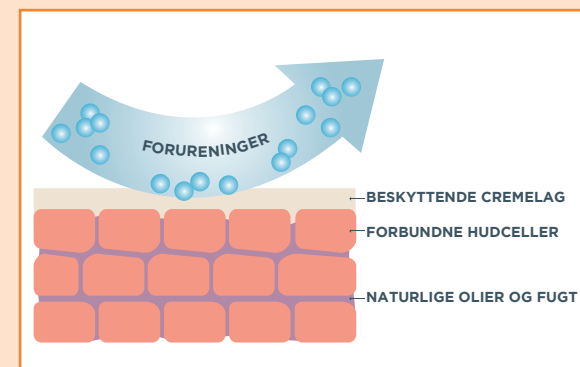 FORURENINGER
BESKYTTENDE CREMELAG
FORBUNDNE HUDCELLER
NATURLIGE OLIER OG FUGT